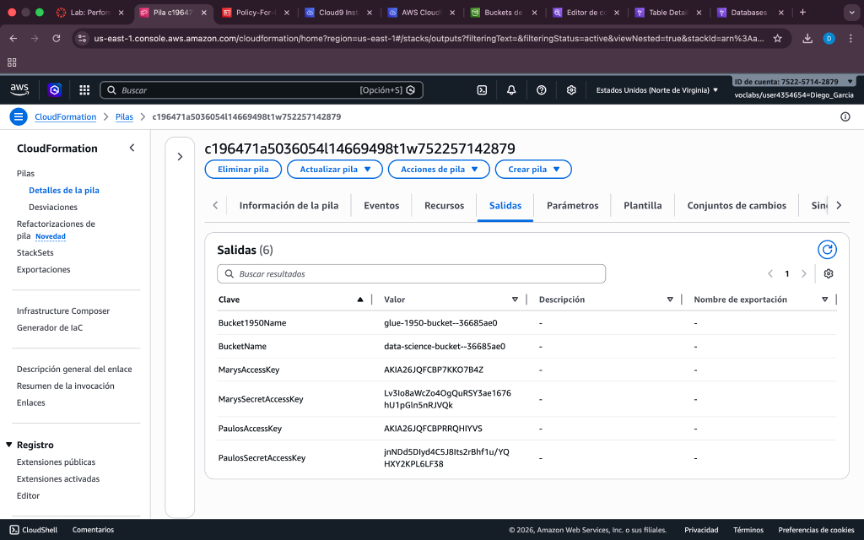 Lab: Perfor
Pila c19647
Policy-For-
Cloud9 Inst
AWS Cloud
Buckets de
Editor de co
Table Detail
Databases
us-east-1.console.aws.amazon.com/cloudformation/home?region=us-east-1#/stacks/outputs?filteringText=&filteringStatus=active&viewNested=true&stackId=arn%3Aa...
aws
Buscar
[Opción+S]
Estados Unidos (Norte de Virginia)
ID de cuenta: 7522-5714-2879
voclabs/user4354654=Diego_Garcia
CloudFormation
Pilas
c196471a5036054l14669498t1w752257142879
CloudFormation
Pilas
Detalles de la pila
Desviaciones
Refactorizaciones de
pila Novedad
StackSets
Exportaciones
Infrastructure Composer
Generador de IaC
Descripción general del enlace
Resumen de la invocación
Enlaces
Registro
Extensiones públicas
Extensiones activadas
Editor
c196471a5036054l14669498t1w752257142879
Eliminar pila
Actualizar pila
Acciones de pila
Crear pila
Información de la pila
Eventos
Recursos
Salidas
Parámetros
Plantilla
Conjuntos de cambios
Sinc
Salidas (6)
Buscar resultados
1
Clave Valor Descripción Nombre de exportación
Bucket1950Name glue-1950-bucket--36685ae0 - -
BucketName data-science-bucket--36685ae0 - -
MarysAccessKey AKIA26JQFCBP7KKO7B4Z - -
MarysSecretAccessKey Lv3Io8aWcZo4OgQuRSY3ae1676 - -
hU1pGlnSnRJVQk
PaulosAccessKey AKIA26JQFCBPRRQHIYVS - -
PaulosSecretAccessKey jnNDd5DIyd4C5J8Its2rBhf1u/YQ - -
HXY2KPL6LF38
CloudShell
Comentarios
© 2026, Amazon Web Services, Inc. o sus filiales.
Privacidad
Términos
Preferencias de cookies